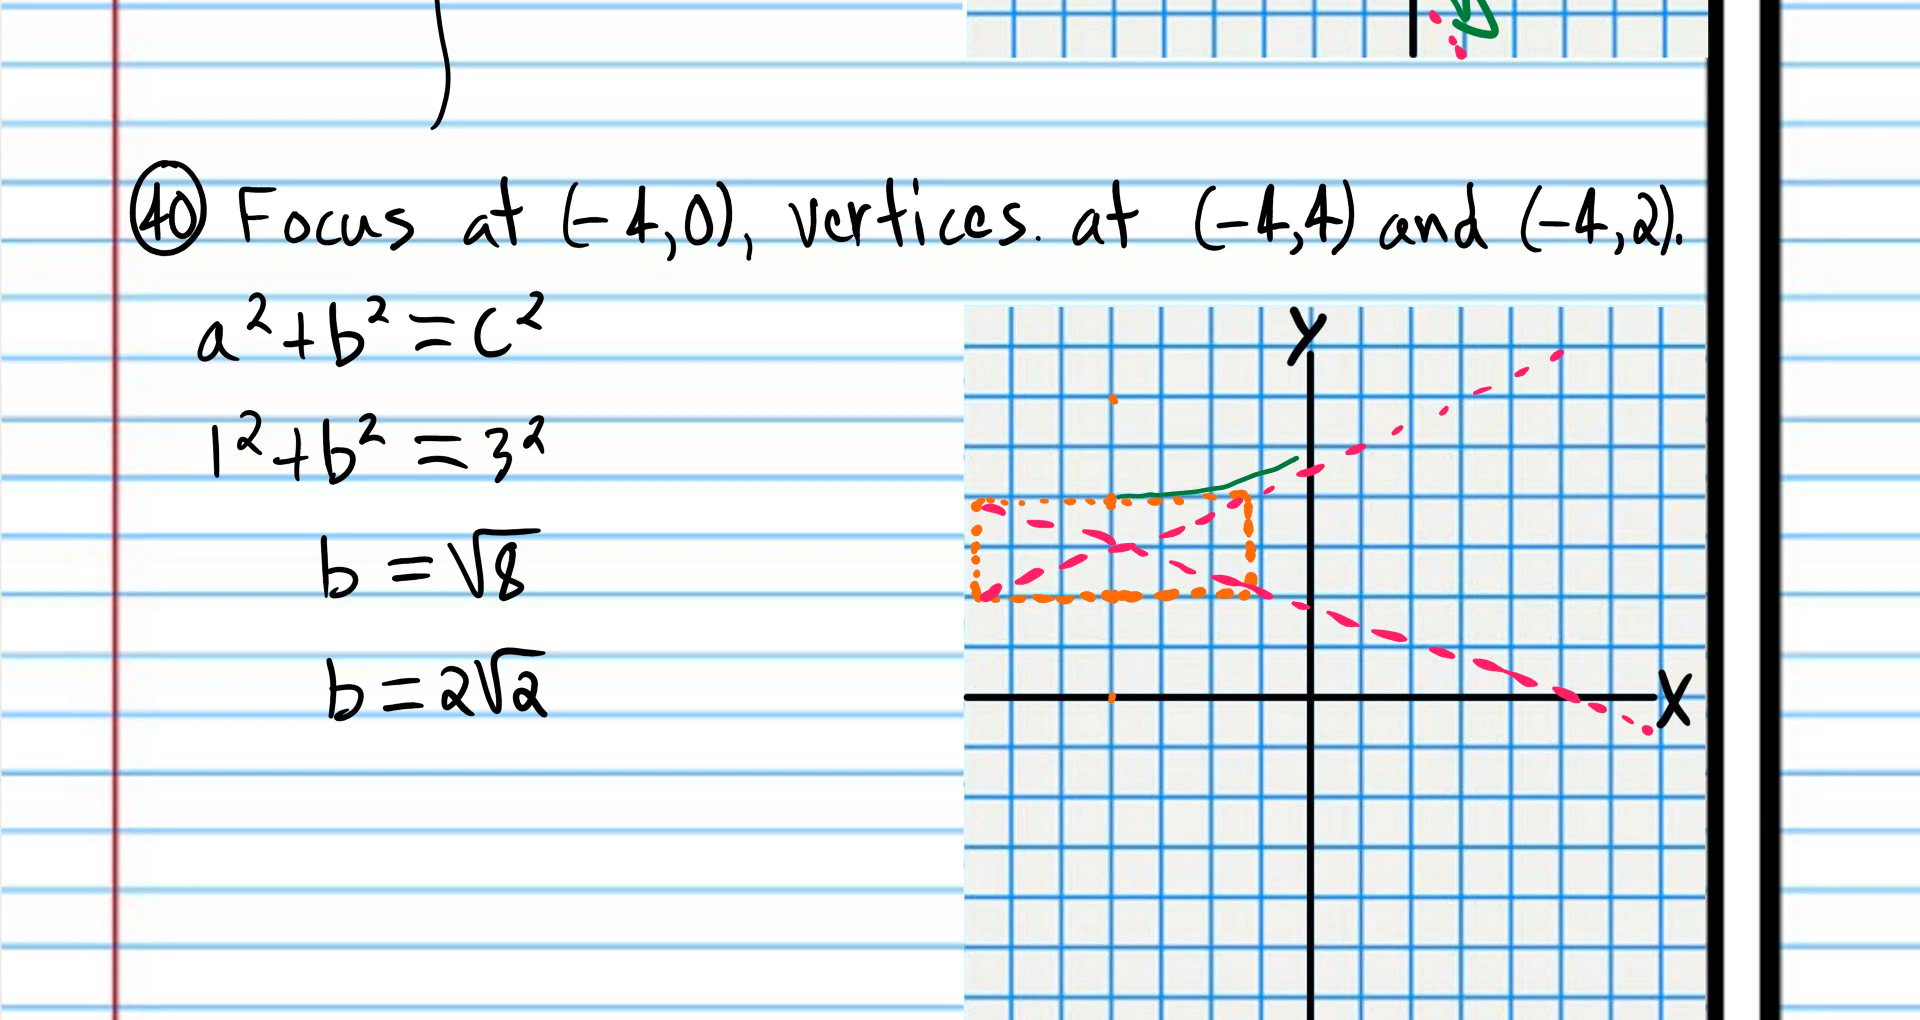 40 Focus at (-4,0), vertices. at (-4,4) and (-4,2).
a²+b²=c²
1²+b²=3²
b=√8
b=2√2
y
x